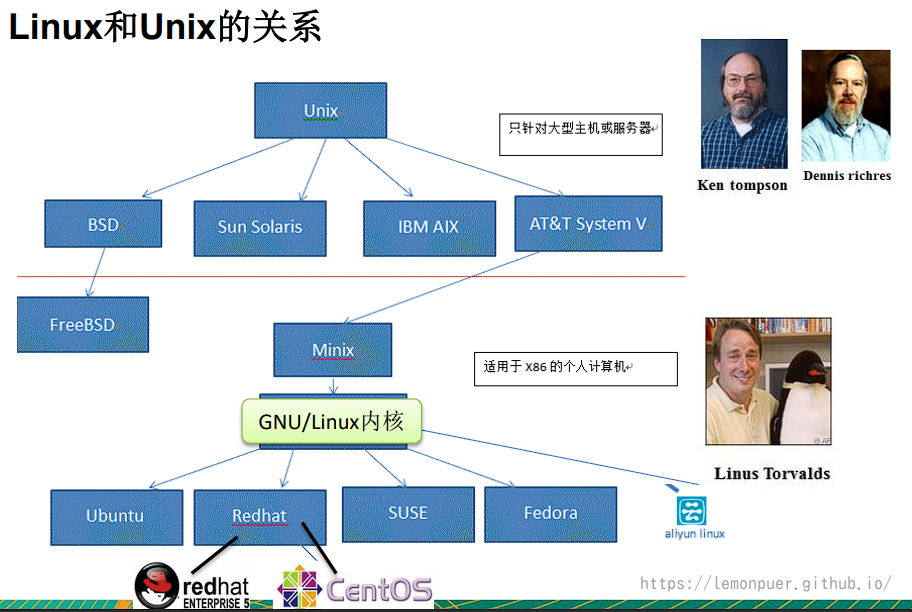 Linux和Unix的关系
Unix
只针对大型主机或服务器
Ken tompson
Dennis richres
BSD
Sun Solaris
IBM AIX
AT&T System V
FreeBSD
Minix
适用于 X86 的个人计算机
GNU/Linux内核
Linus Torvalds
Ubuntu
Redhat
SUSE
Fedora
aliyun linux
redhat
ENTERPRISE 5
CentOS
https://lemonpuer.github.io/